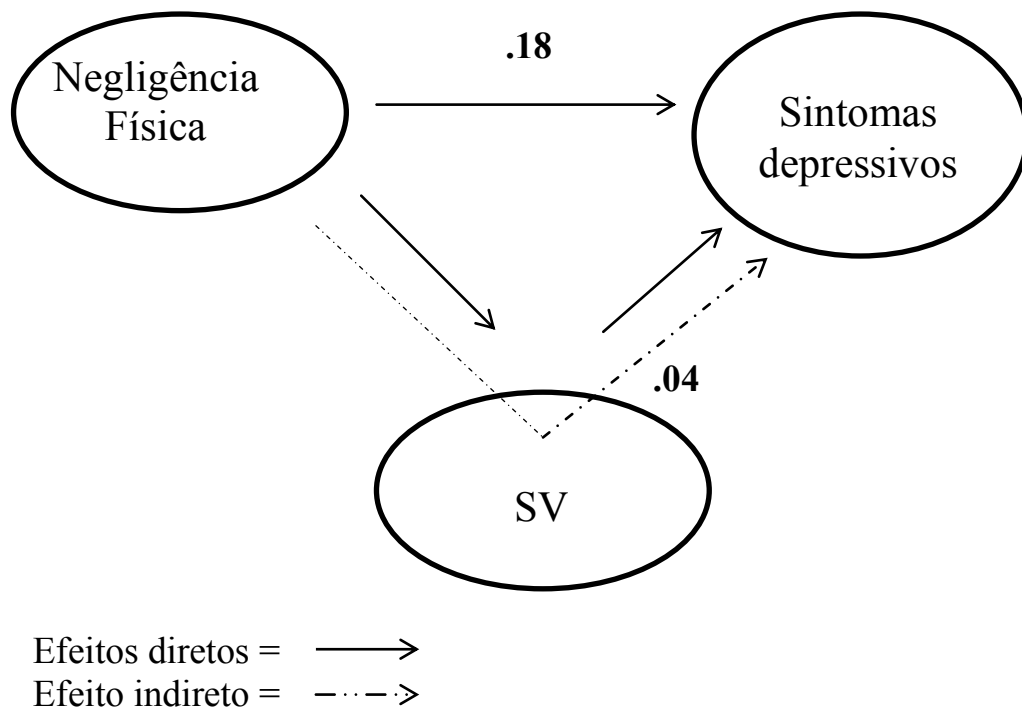 .18
Negligência
Física
Sintomas
depressivos
.04
SV
Efeitos diretos =
Efeito indireto =